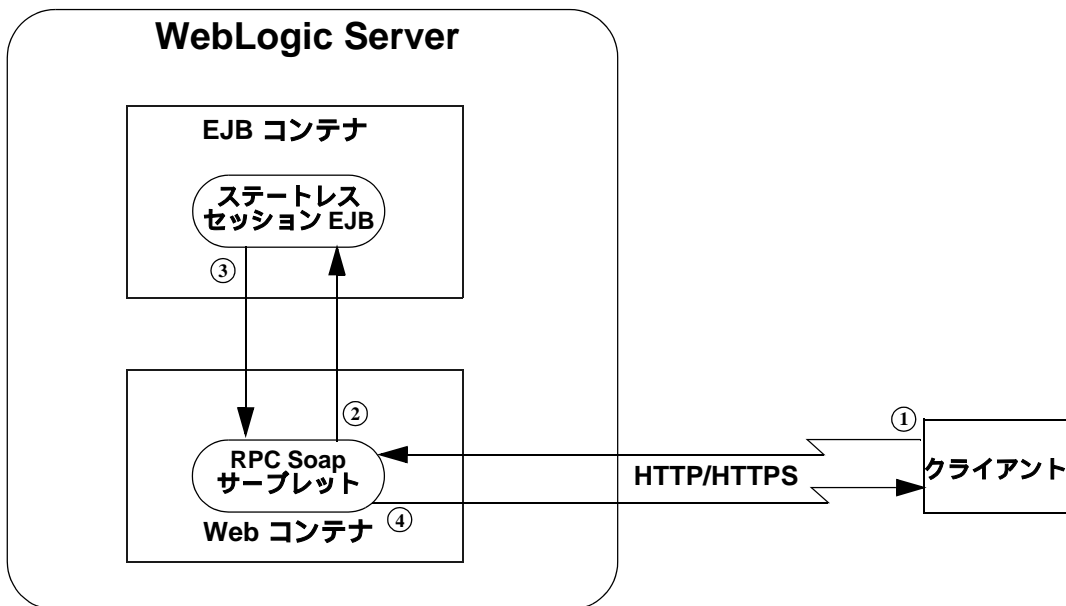 WebLogic Server
EJB コンテナ
ステートレス
セッション EJB
③
②
①
RPC Soap
サーブレット
HTTP/HTTPS
クライアント
④
Web コンテナ